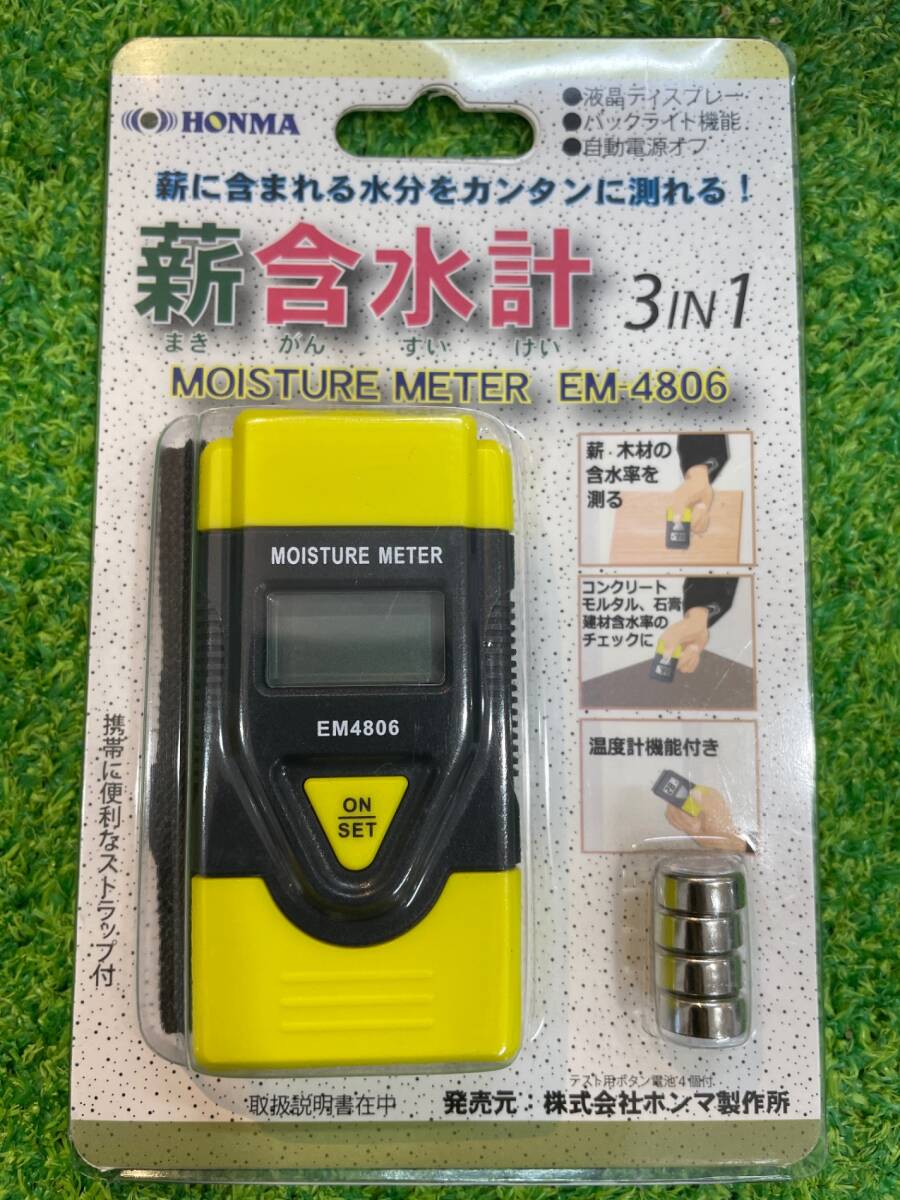 HONMA
●液晶ディスプレー
●バックライト機能
●自動電源オフ
薪に含まれる水分をカンタンに測れる!
薪含水計 3 IN 1
まき がん すい けい
MOISTURE METER EM-4806
MOISTURE METER
EM4806
ON
SET
薪・木材の
含水率を
測る
コンクリート
モルタル、石膏
建材含水率の
チェックに
温度計機能付き
携帯に便利なストラップ付
テスト用ボタン電池4個付
取扱説明書在中
発売元:株式会社ホンマ製作所